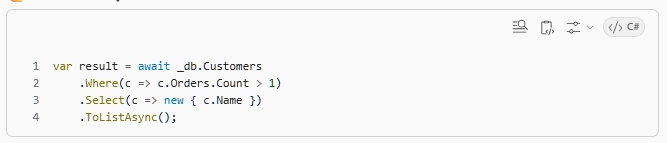 </> C#
1 var result = await _db.Customers
2 .Where(c => c.Orders.Count > 1)
3 .Select(c => new { c.Name })
4 .ToListAsync();